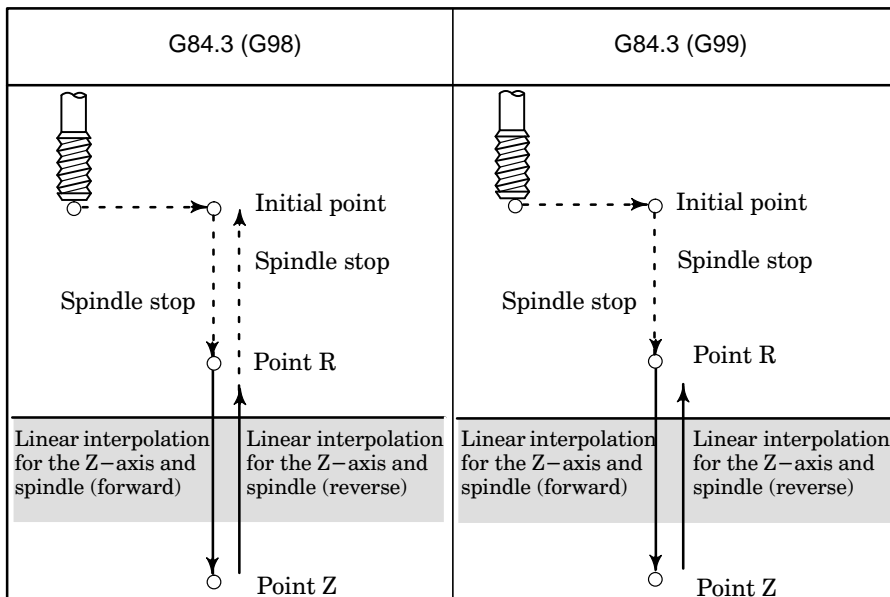 G84.3 (G98)
G84.3 (G99)
Initial point
Spindle stop
Spindle stop
Point R
Linear interpolation
for the Z−axis and
spindle (forward)
Linear interpolation
for the Z−axis and
spindle (reverse)
Point Z
Initial point
Spindle stop
Spindle stop
Point R
Linear interpolation
for the Z−axis and
spindle (forward)
Linear interpolation
for the Z−axis and
spindle (reverse)
Point Z